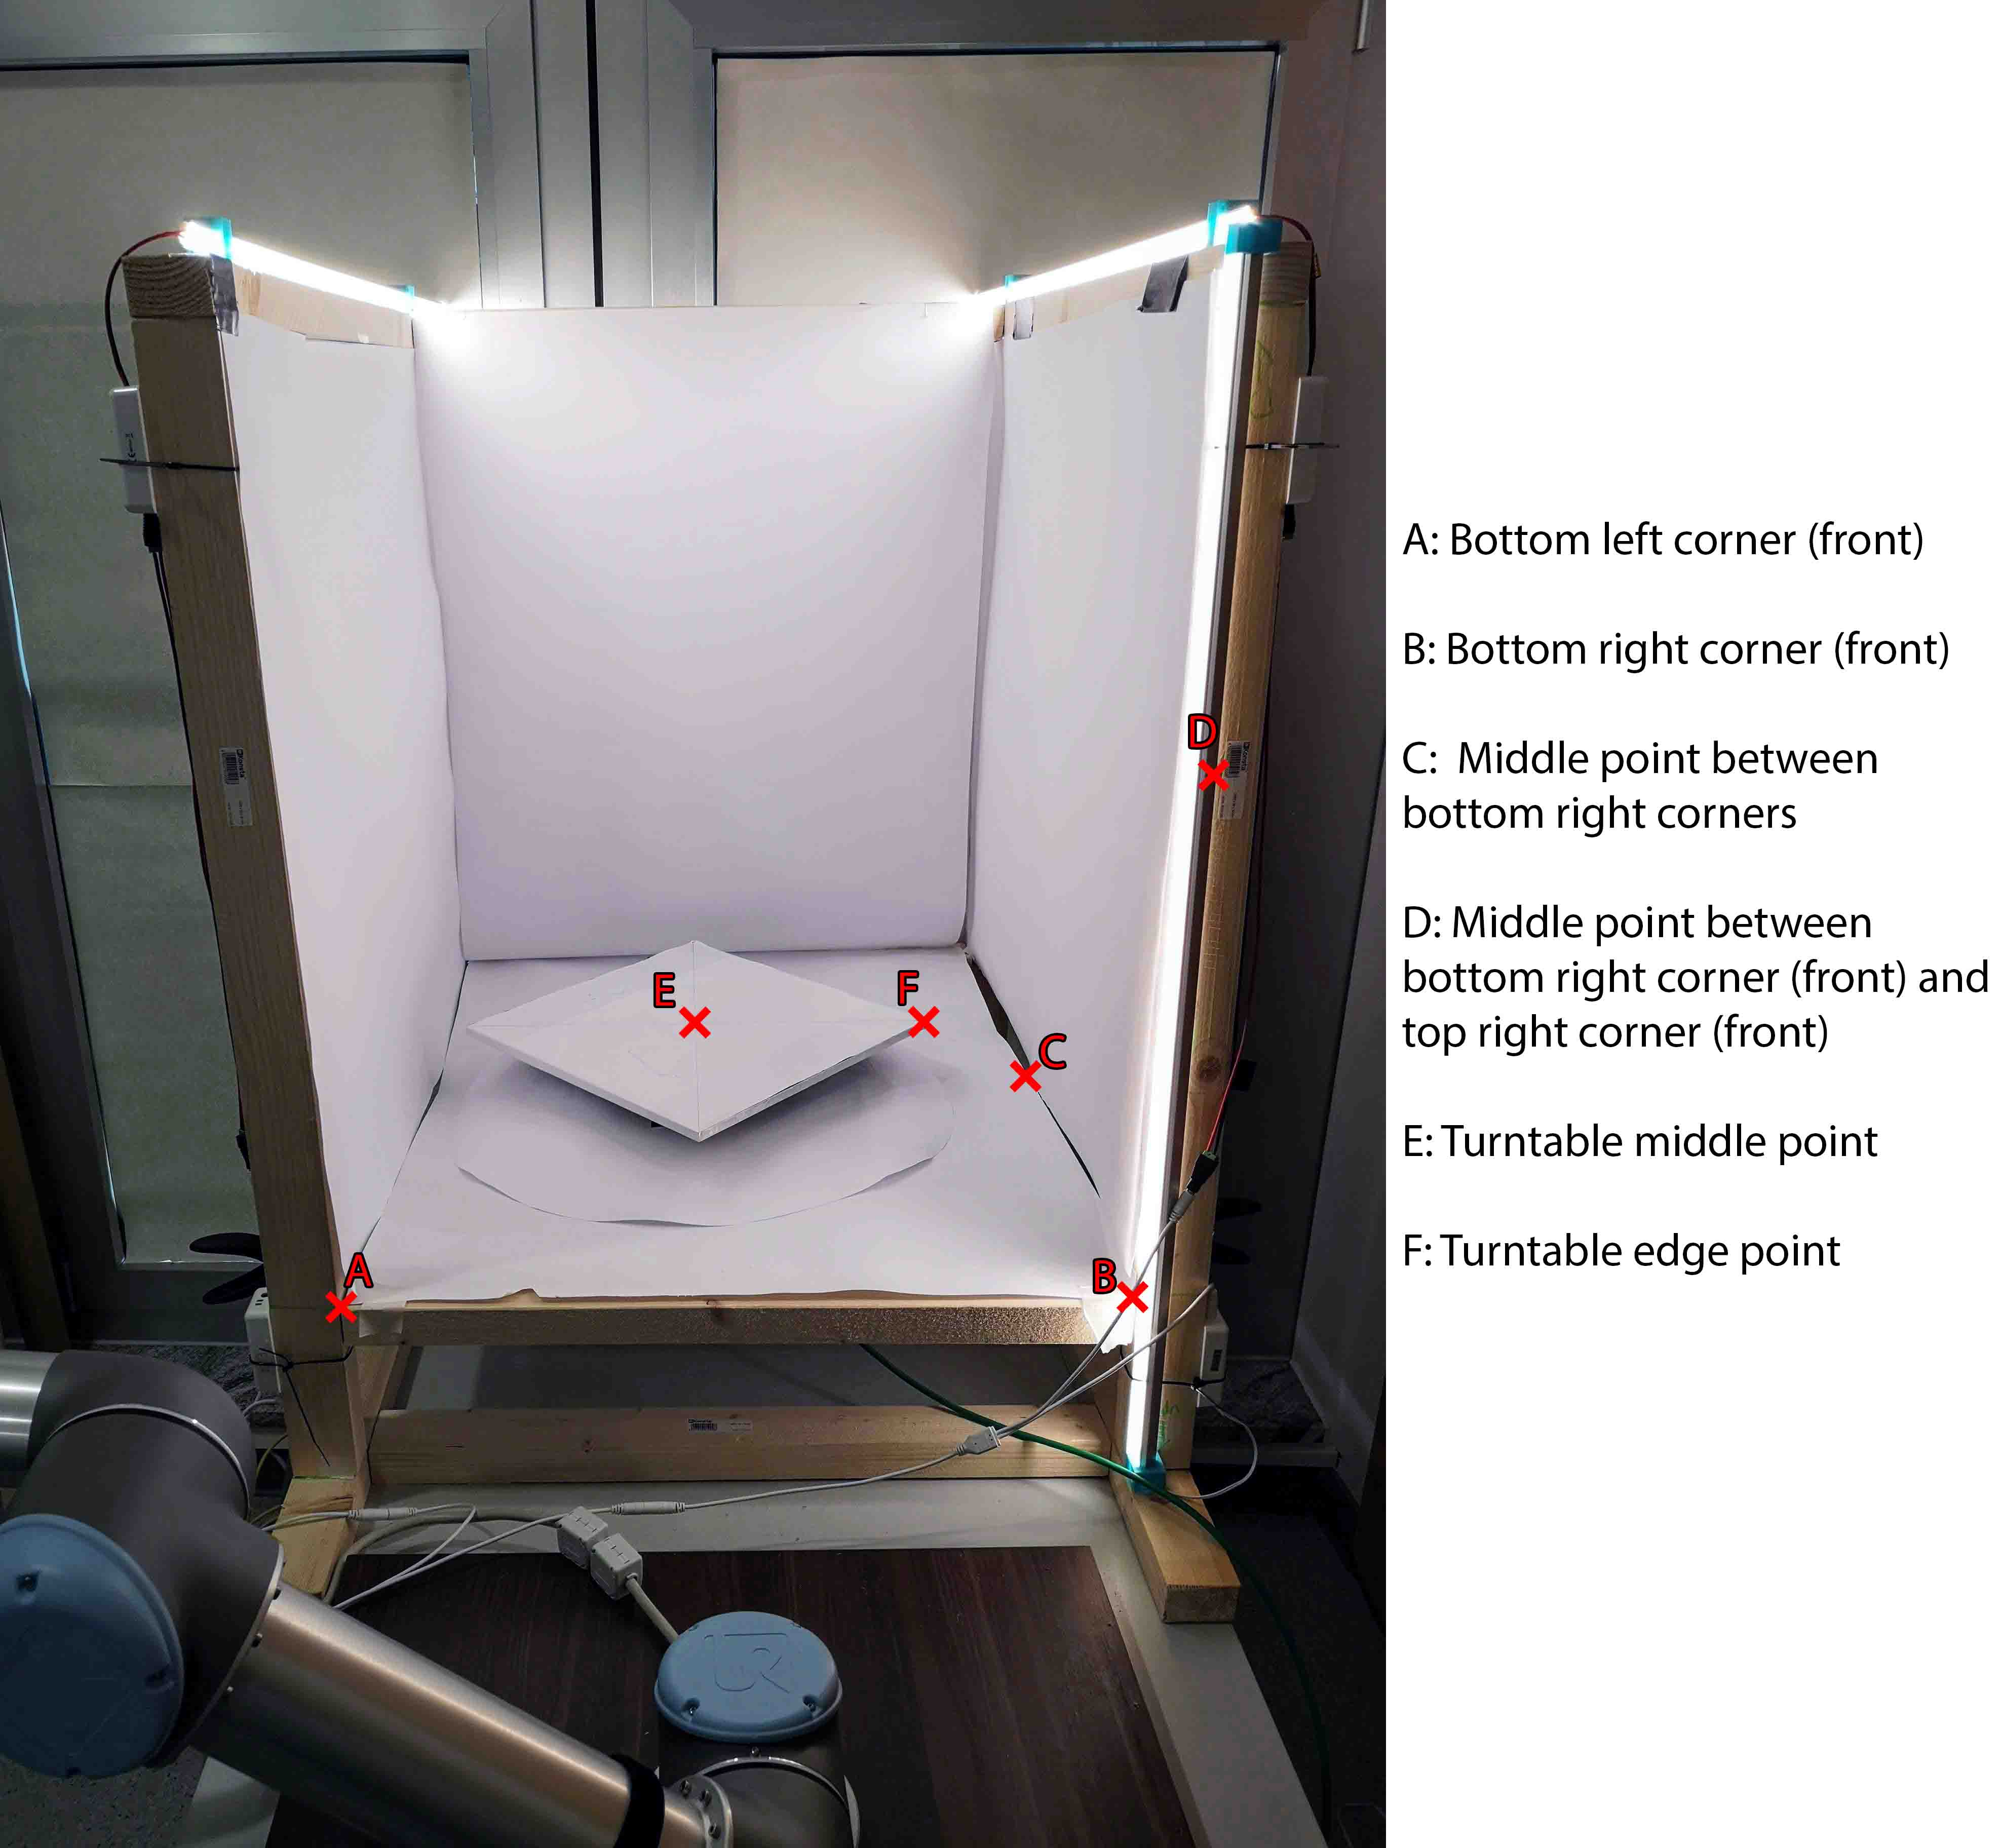 A: Bottom left corner (front)
B: Bottom right corner (front)
C: Middle point between
bottom right corners
D: Middle point between
bottom right corner (front) and
top right corner (front)
E: Turntable middle point
F: Turntable edge point
D
E
F
C
A
B